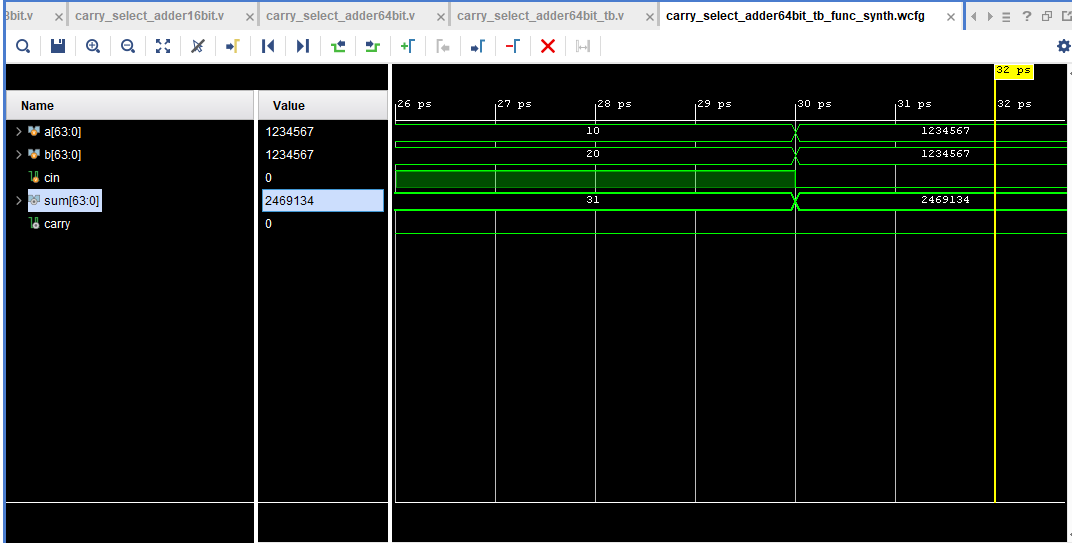 8bit.v × carry_select_adder16bit.v × carry_select_adder64bit.v × carry_select_adder64bit_tb.v × carry_select_adder64bit_tb_func_synth.wcfg ×
32 ps
Name Value 26 ps 27 ps 28 ps 29 ps 30 ps 31 ps 32 ps
a[63:0] 1234567 10 1234567
b[63:0] 1234567 20 1234567
cin 0
sum[63:0] 2469134 31 2469134
carry 0